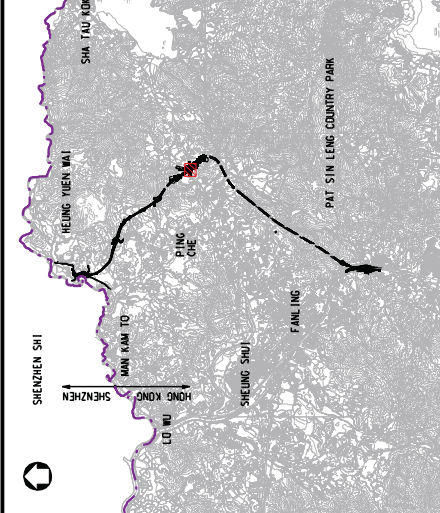 SHENZHEN SHI
HEUNG YUEN WAI
SHA TAU KOK
MAN KAM TO
SHENZHEN
HONG KONG
LO WU
PING
CHE
SHEUNG SHUI
FANLING
PAT SIN LENG COUNTRY PARK